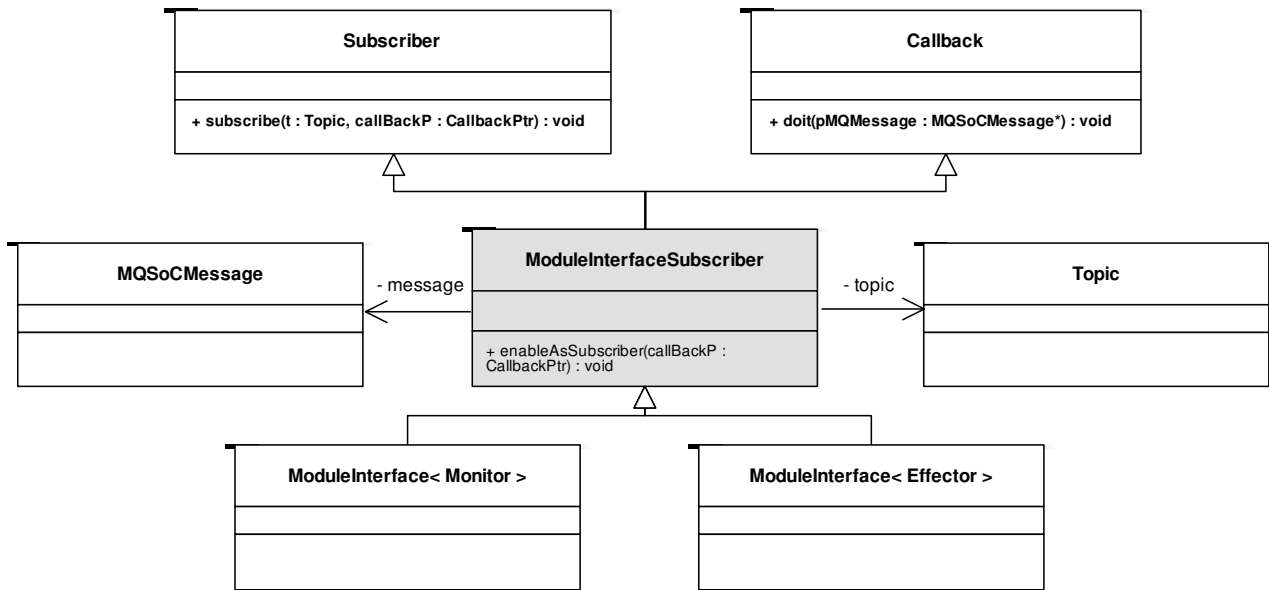 Subscriber
Callback
+ subscribe(t : Topic, callBackP : CallbackPtr) : void
+ doit(pMQMessage : MQSoCMessage*) : void
MQSoCMessage
- message
ModuleInterfaceSubscriber
- topic
Topic
+ enableAsSubscriber(callBackP :
CallbackPtr) : void
ModuleInterface< Monitor >
ModuleInterface< Effector >